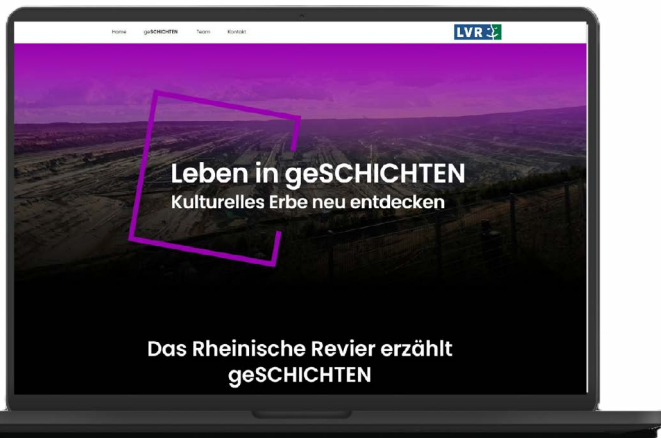 Home geSCHICHTEN Team Kontakt
LVR
Leben in geSCHICHTEN
Kulturelles Erbe neu entdecken
Das Rheinische Revier erzählt
geSCHICHTEN